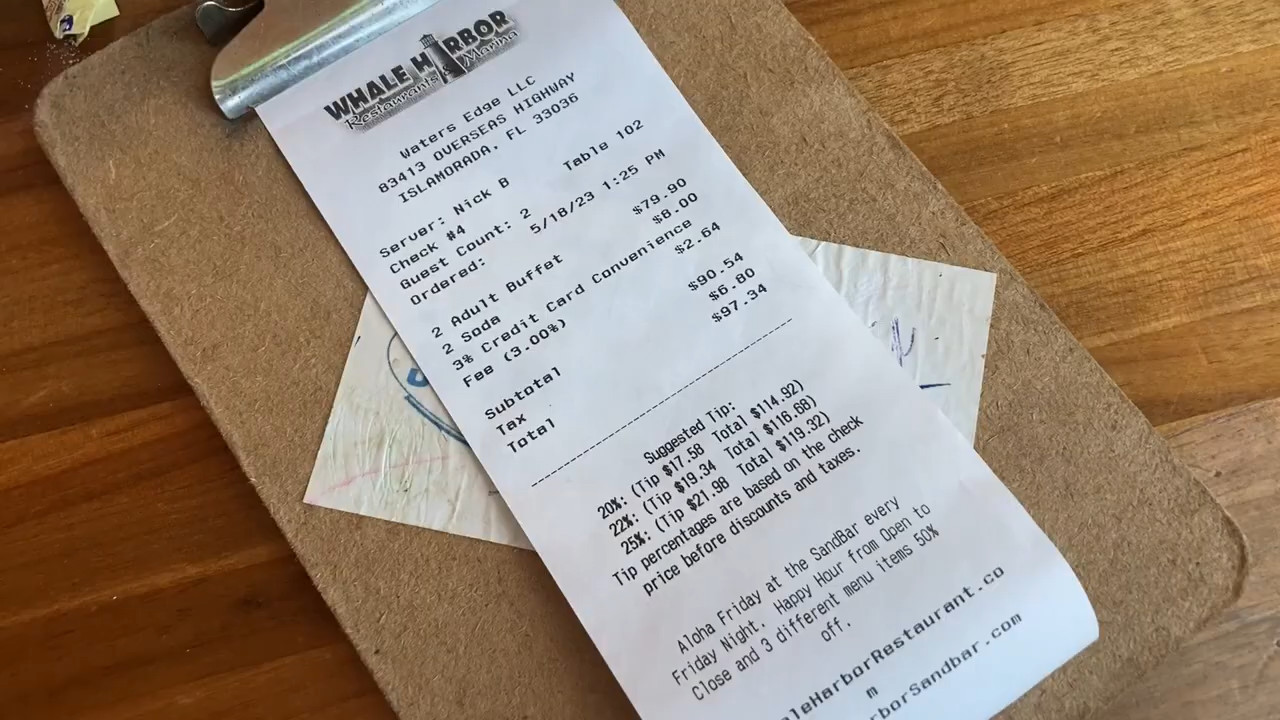 WHALE HARBOR
Restaurants & Marina
Waters Edge LLC
83413 OVERSEAS HIGHWAY
ISLAMORADA, FL 33036
Server: Nick B Table 102
Check #4
Guest Count: 2
Ordered: 5/18/23 1:25 PM
2 Adult Buffet $79.90
2 Soda $8.00
3% Credit Card Convenience $2.64
Fee (3.00%)
Subtotal $90.54
Tax $6.80
Total $97.34
Suggested Tip:
20%: (Tip $17.58 Total $114.92)
22%: (Tip $19.34 Total $116.68)
25%: (Tip $21.98 Total $119.32)
Tip percentages are based on the check
price before discounts and taxes.
Aloha Friday at the SandBar every
Friday Night. Happy Hour from Open to
Close and 3 different menu items 50%
off.
aleHarborRestaurant.co
m
rborSandbar.com